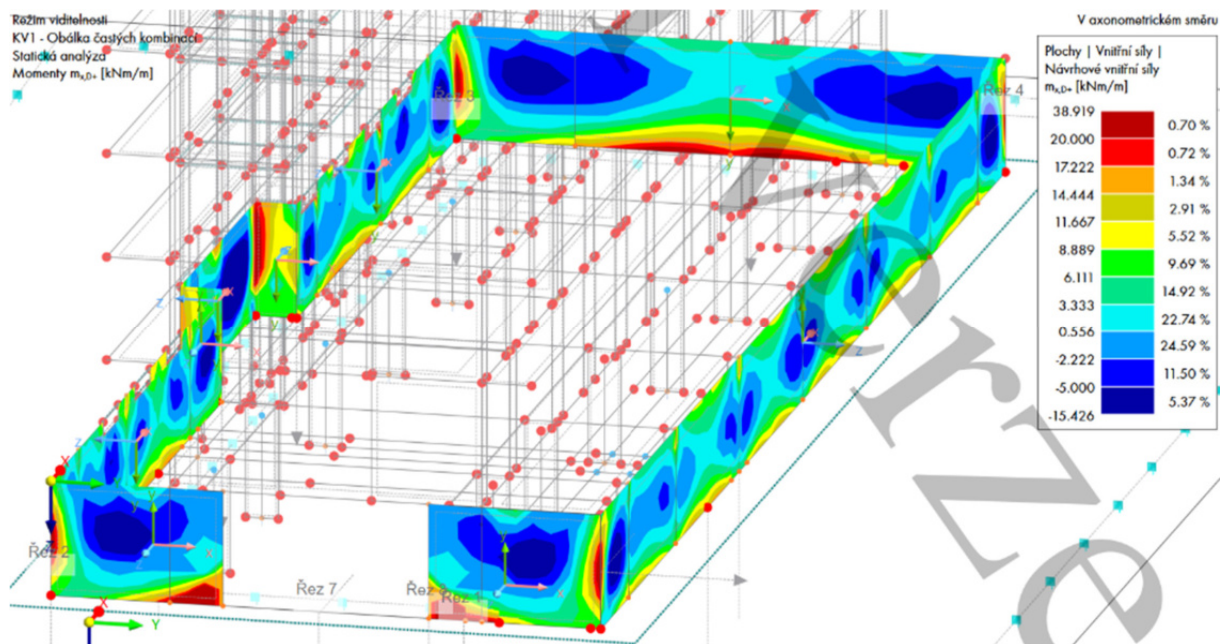 Režim viditelnosti
KV1 - Obálka častých kombinací
Statická analýza
Momenty mx,D+ [kNm/m]
V axonometrickém směru
Plochy | Vnitřní síly |
Návrhové vnitřní síly
mx,D+ [kNm/m]
38.919
0.70 %
20.000
0.72 %
17.222
1.34 %
14.444
2.91 %
11.667
5.52 %
8.889
9.69 %
6.111
14.92 %
3.333
22.74 %
0.556
24.59 %
-2.222
11.50 %
-5.000
5.37 %
-15.426
Řez 3
Řez 4
Řez 2
Řez 7
Řez 1
X
Y
X
Y
verze